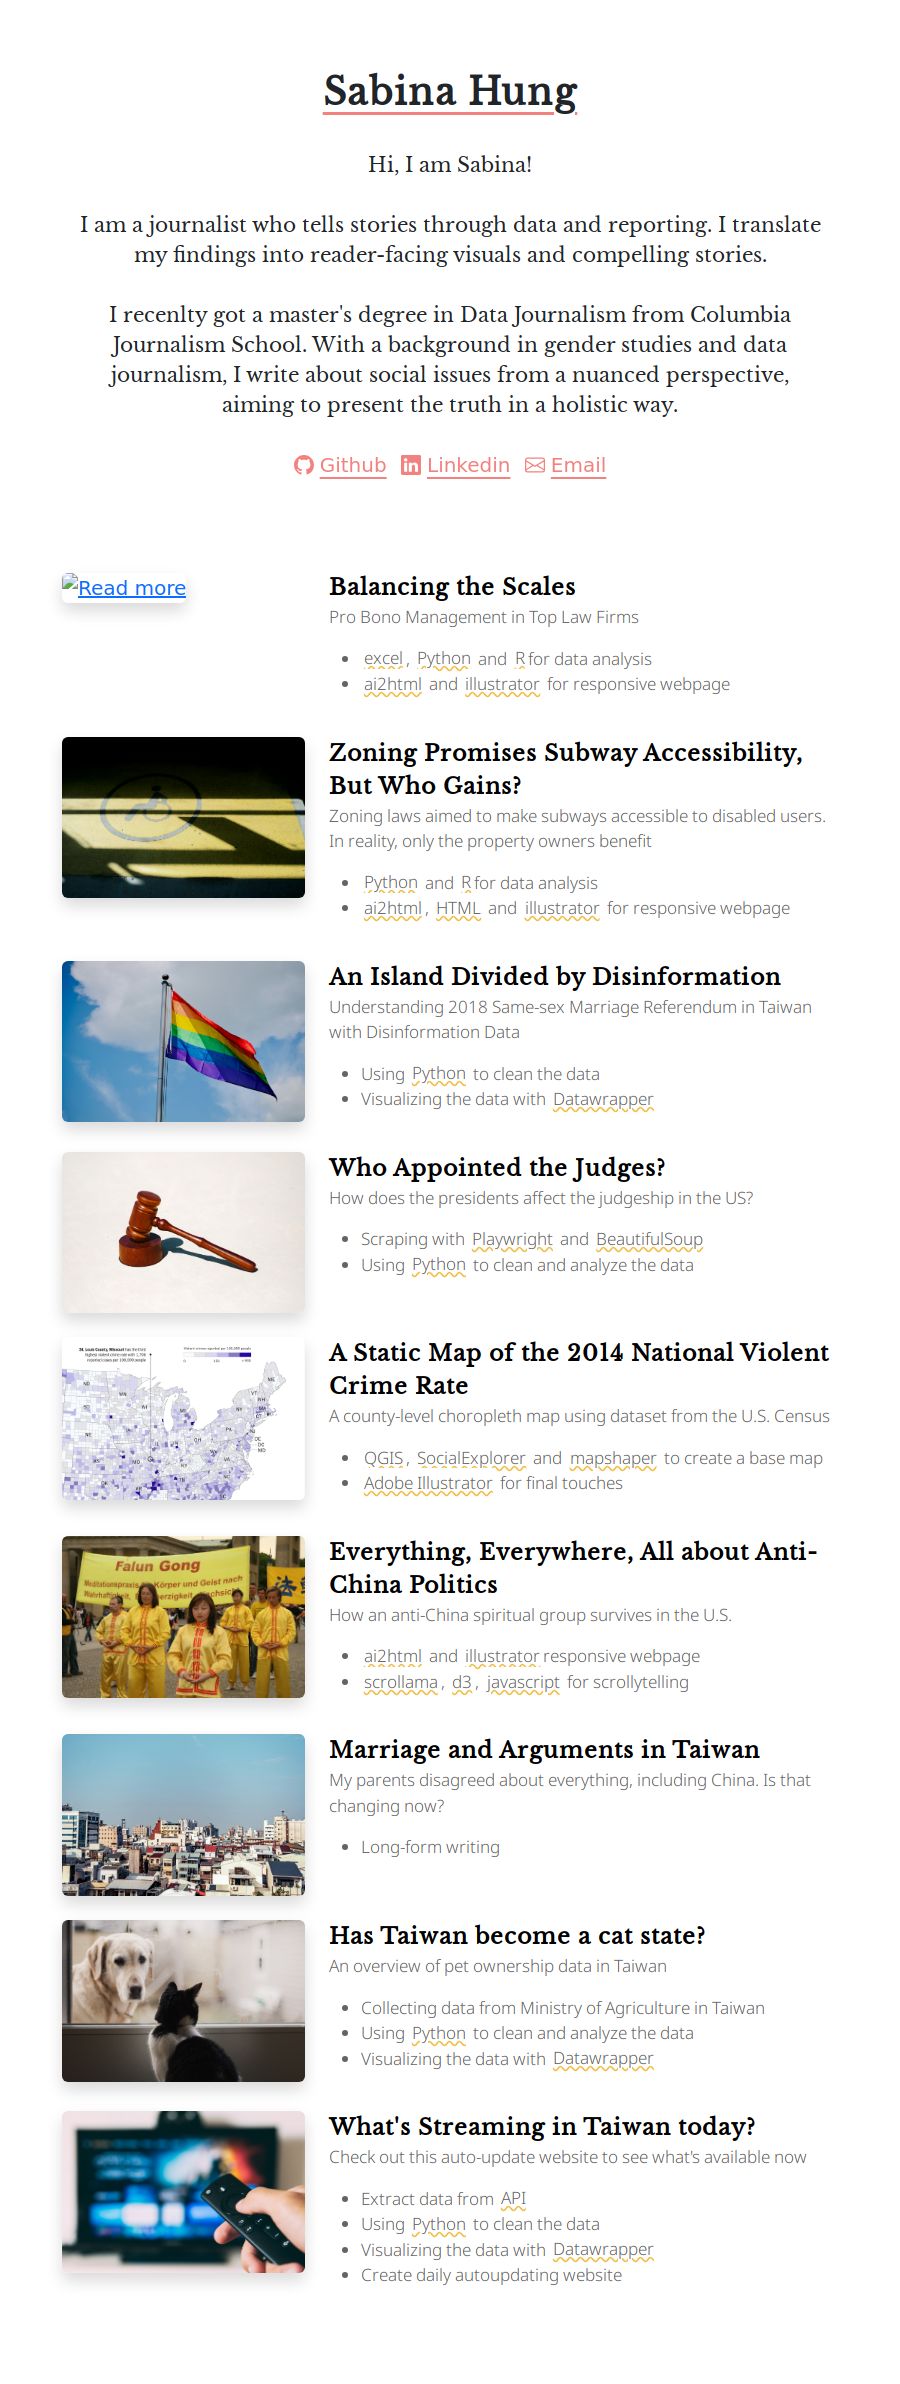 Sabina Hung
Hi, I am Sabina!
I am a journalist who tells stories through data and reporting. I translate
my findings into reader-facing visuals and compelling stories.
I recenlty got a master's degree in Data Journalism from Columbia
Journalism School. With a background in gender studies and data
journalism, I write about social issues from a nuanced perspective,
aiming to present the truth in a holistic way.
Github Linkedin Email
Read more
Balancing the Scales
Pro Bono Management in Top Law Firms
excel, Python and R for data analysis
ai2html and illustrator for responsive webpage
Zoning Promises Subway Accessibility,
But Who Gains?
Zoning laws aimed to make subways accessible to disabled users.
In reality, only the property owners benefit
Python and R for data analysis
ai2html, HTML and illustrator for responsive webpage
An Island Divided by Disinformation
Understanding 2018 Same-sex Marriage Referendum in Taiwan
with Disinformation Data
Using Python to clean the data
Visualizing the data with Datawrapper
Who Appointed the Judges?
How does the presidents affect the judgeship in the US?
Scraping with Playwright and BeautifulSoup
Using Python to clean and analyze the data
A Static Map of the 2014 National Violent
Crime Rate
A county-level choropleth map using dataset from the U.S. Census
QGIS, SocialExplorer and mapshaper to create a base map
Adobe Illustrator for final touches
Falun Gong
Everything, Everywhere, All about Anti-
China Politics
How an anti-China spiritual group survives in the U.S.
ai2html and illustrator responsive webpage
scrollama, d3, javascript for scrollytelling
Marriage and Arguments in Taiwan
My parents disagreed about everything, including China. Is that
changing now?
Long-form writing
Has Taiwan become a cat state?
An overview of pet ownership data in Taiwan
Collecting data from Ministry of Agriculture in Taiwan
Using Python to clean and analyze the data
Visualizing the data with Datawrapper
What's Streaming in Taiwan today?
Check out this auto-update website to see what's available now
Extract data from API
Using Python to clean the data
Visualizing the data with Datawrapper
Create daily autoupdating website